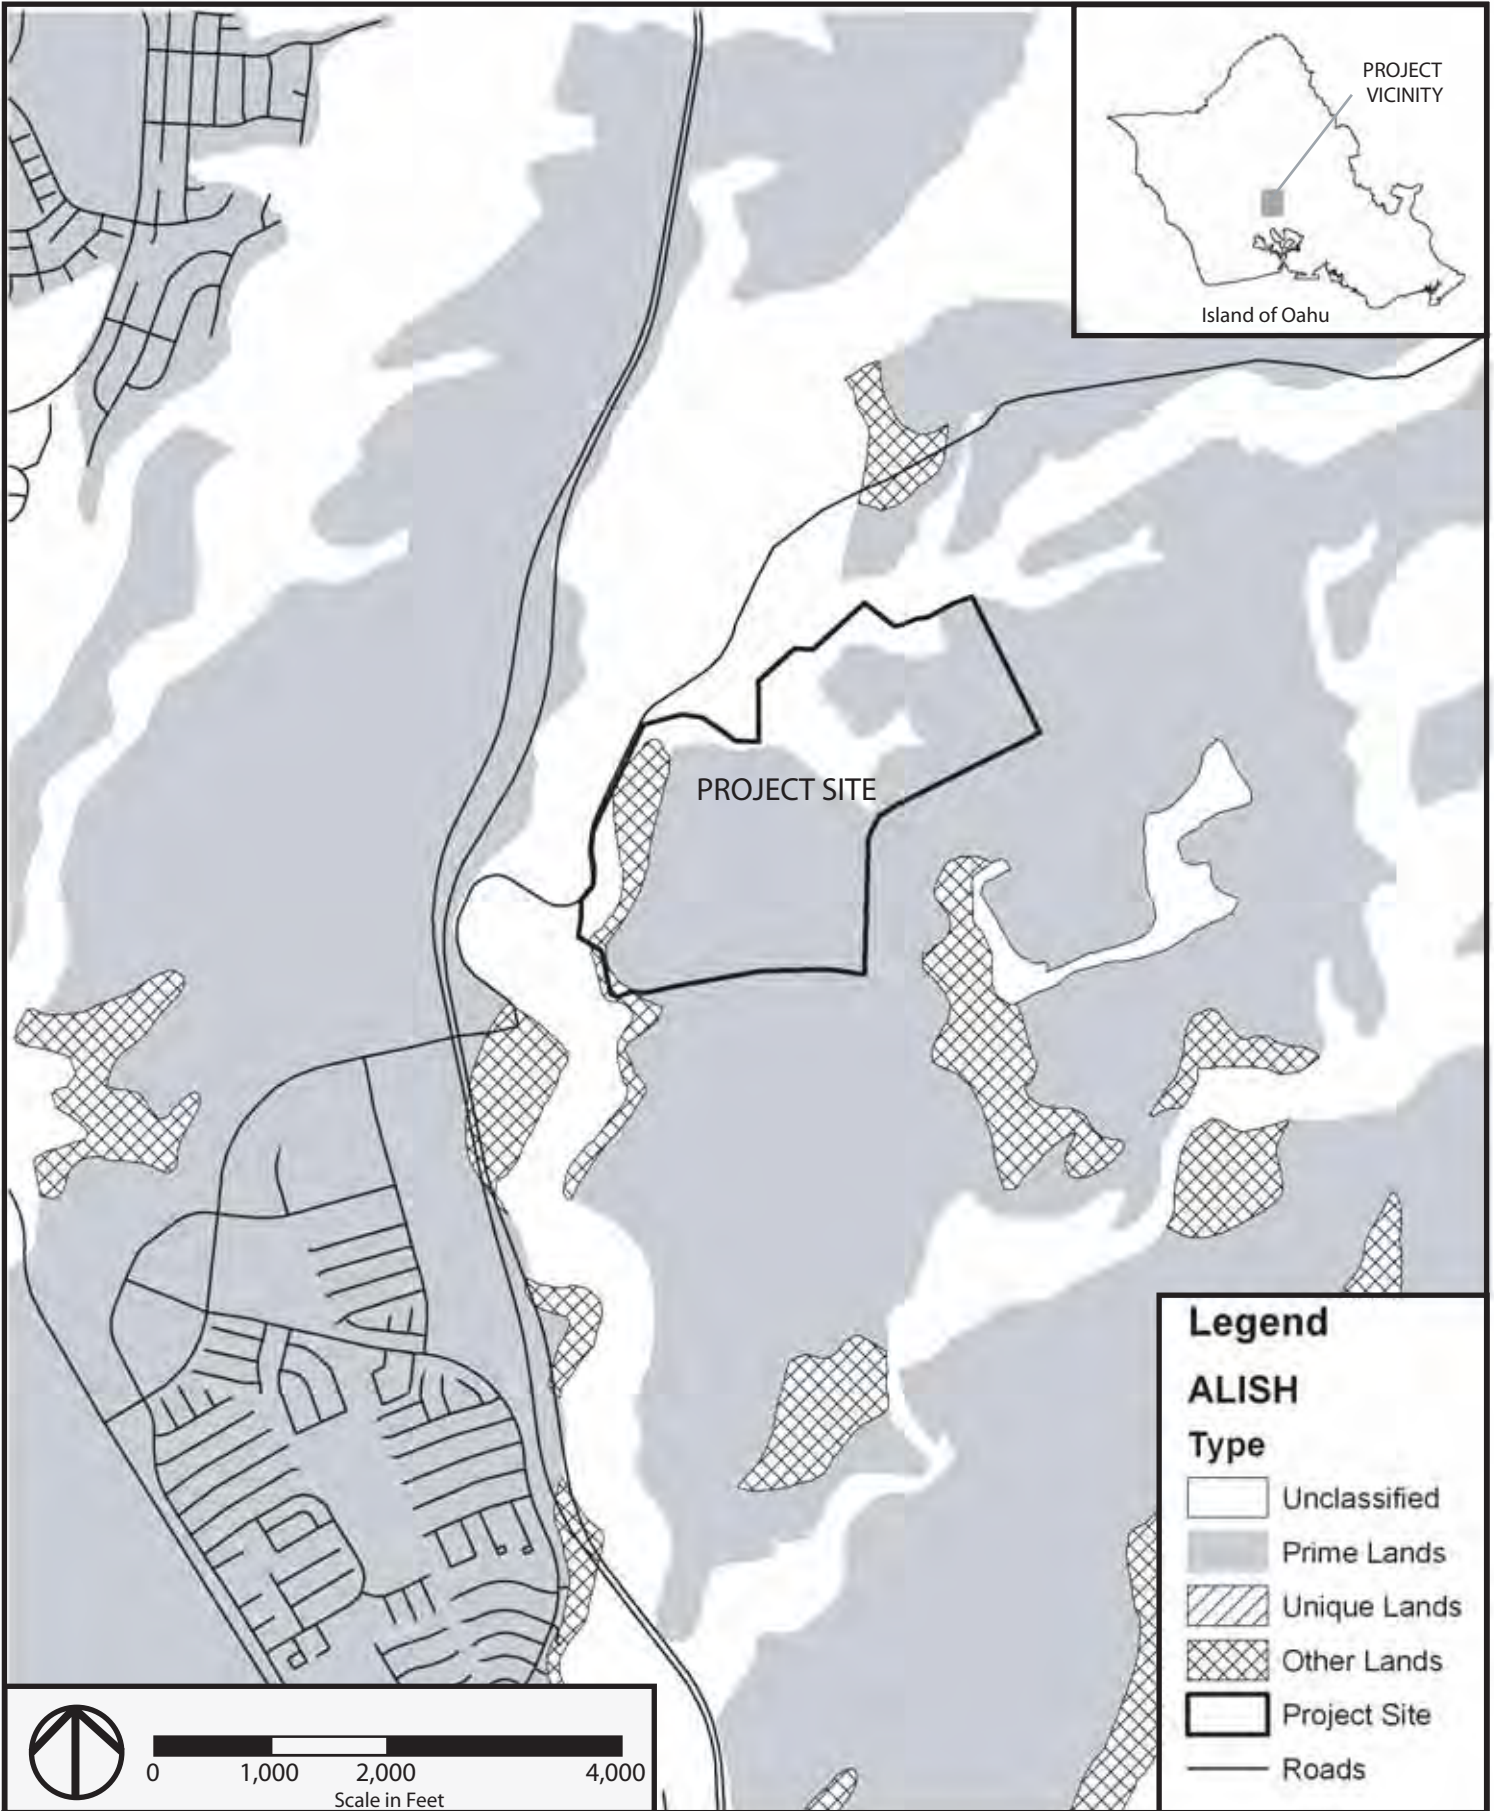 PROJECT
VICINITY
Island of Oahu
PROJECT SITE
Legend
ALISH
Type
Unclassified
Prime Lands
Unique Lands
Other Lands
Project Site
Roads
0 1,000 2,000 4,000
Scale in Feet